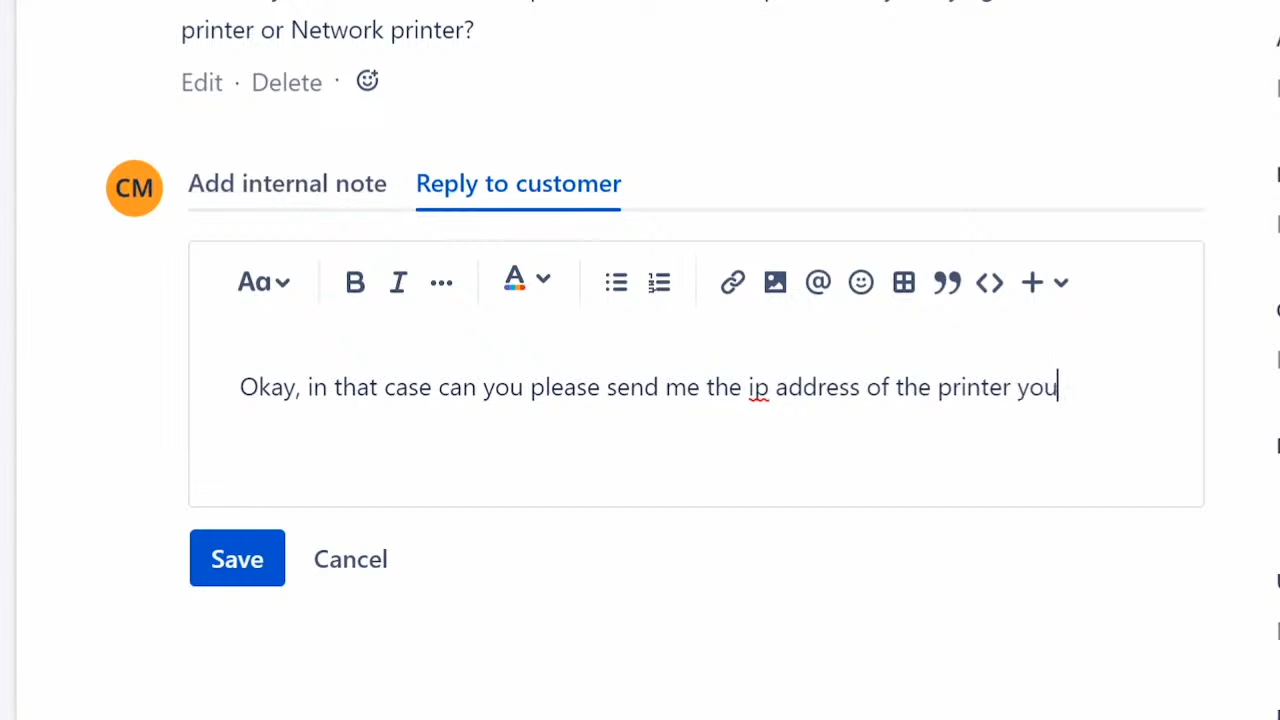 printer or Network printer?
Edit · Delete ·
CM
Add internal note Reply to customer
Aa B I ... A @
Okay, in that case can you please send me the ip address of the printer you
Save Cancel